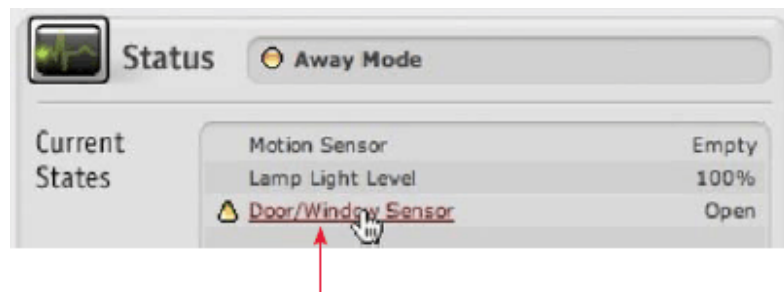 Status
Away Mode
Current States
Motion Sensor Empty
Lamp Light Level 100%
Door/Window Sensor Open